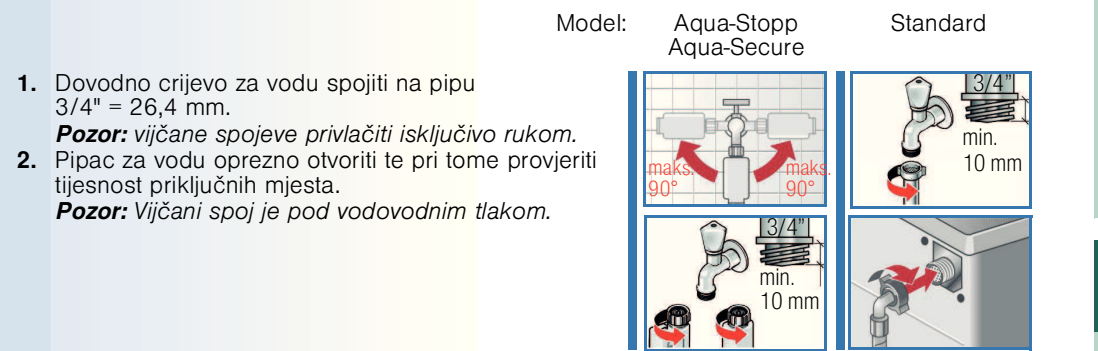 Model: Aqua-Stopp Standard
Aqua-Secure
1. Dovodno crijevo za vodu spojiti na pipu
3/4" = 26,4 mm.
Pozor: vijčane spojeve privlačiti isključivo rukom.
2. Pipac za vodu oprezno otvoriti te pri tome provjeriti
tijesnost priključnih mjesta.
Pozor: Vijčani spoj je pod vodovodnim tlakom.
maks.
90°
maks.
90°
3/4"
min.
10 mm
3/4"
min.
10 mm